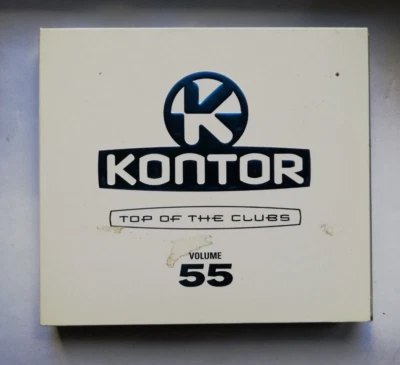 K
KONTOR
TOP OF THE CLUBS
VOLUME
55